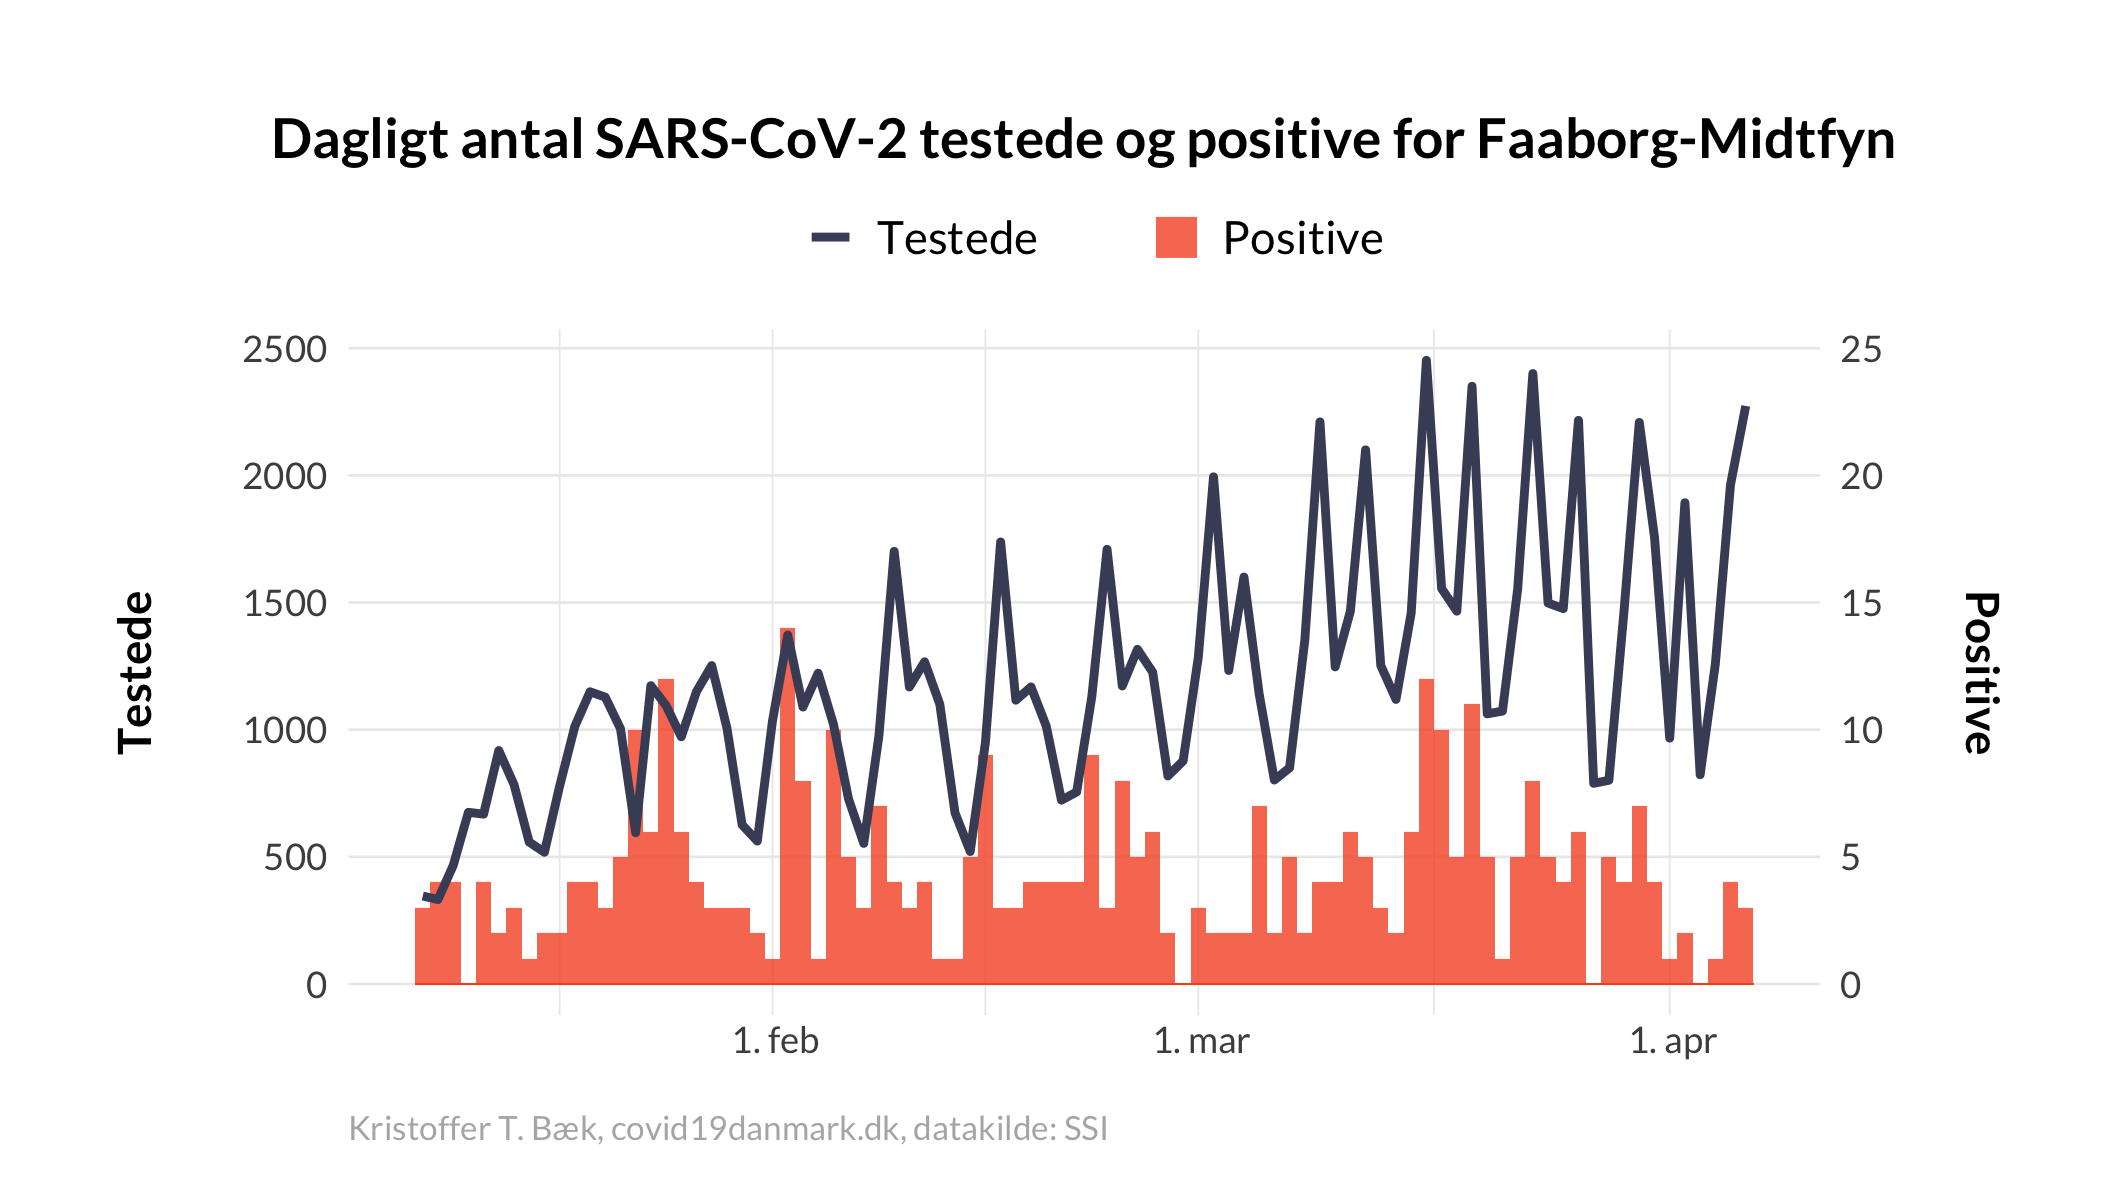 Dagligt antal SARS-CoV-2 testede og positive for Faaborg-Midtfyn
Testede Positive
2500 25
2000 20
1500 15
1000 10
500 5
0 0
Testede
Positive
1. feb 1. mar 1. apr
Kristoffer T. Bæk, covid19danmark.dk, datakilde: SSI